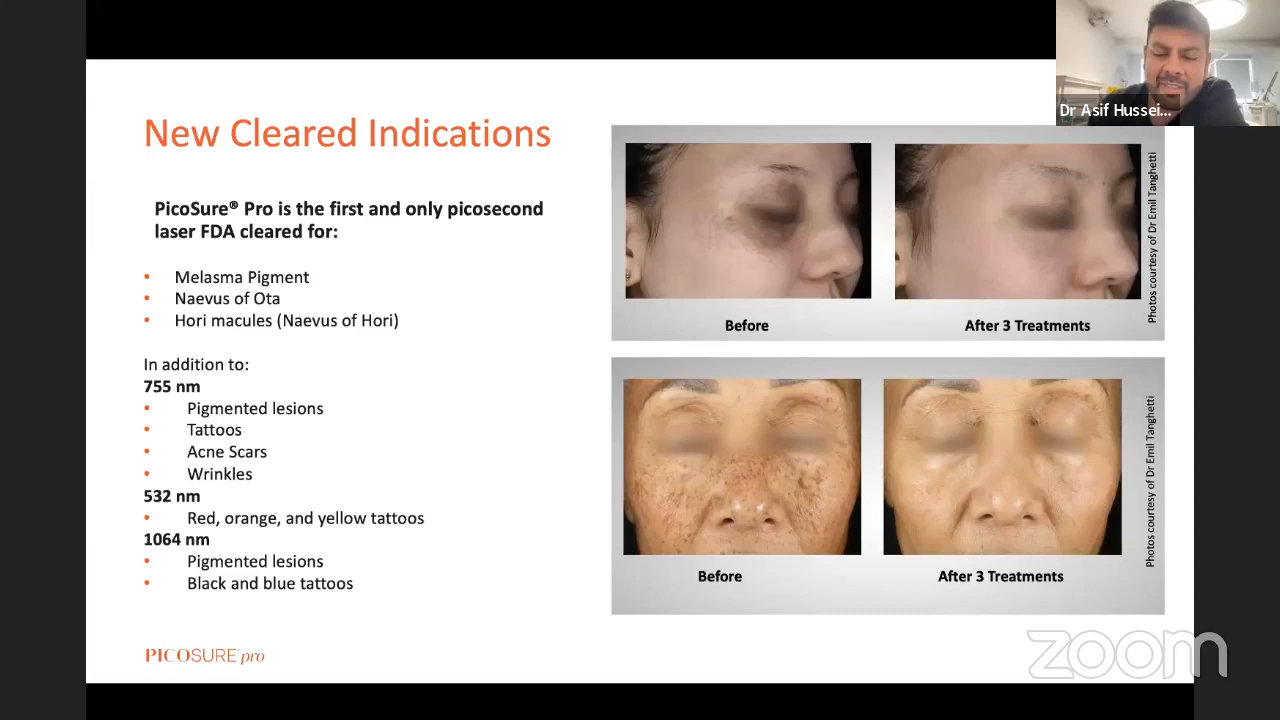 New Cleared Indications
PicoSure® Pro is the first and only picosecond
laser FDA cleared for:
• Melasma Pigment
• Naevus of Ota
• Hori macules (Naevus of Hori)
In addition to:
755 nm
• Pigmented lesions
• Tattoos
• Acne Scars
• Wrinkles
532 nm
• Red, orange, and yellow tattoos
1064 nm
• Pigmented lesions
• Black and blue tattoos
PICOSURE® pro
Dr Asif Hussei...
Before
After 3 Treatments
Photos courtesy of Dr Emil Tanghetti
Before
After 3 Treatments
Photos courtesy of Dr Emil Tanghetti
zoom